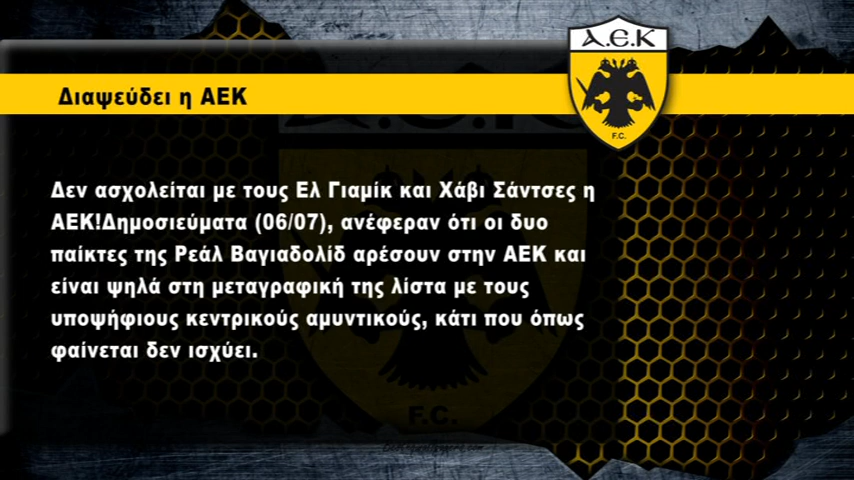 Α.Ε.Κ
F.C.
Διαψεύδει η ΑΕΚ
Δεν ασχολείται με τους Ελ Γιαμίκ και Χάβι Σάντσες η
ΑΕΚ!Δημοσιεύματα (06/07), ανέφεραν ότι οι δυο
παίκτες της Ρεάλ Βαγιαδολίδ αρέσουν στην ΑΕΚ και
είναι ψηλά στη μεταγραφική της λίστα με τους
υποψήφιους κεντρικούς αμυντικούς, κάτι που όπως
φαίνεται δεν ισχύει.
F.C.